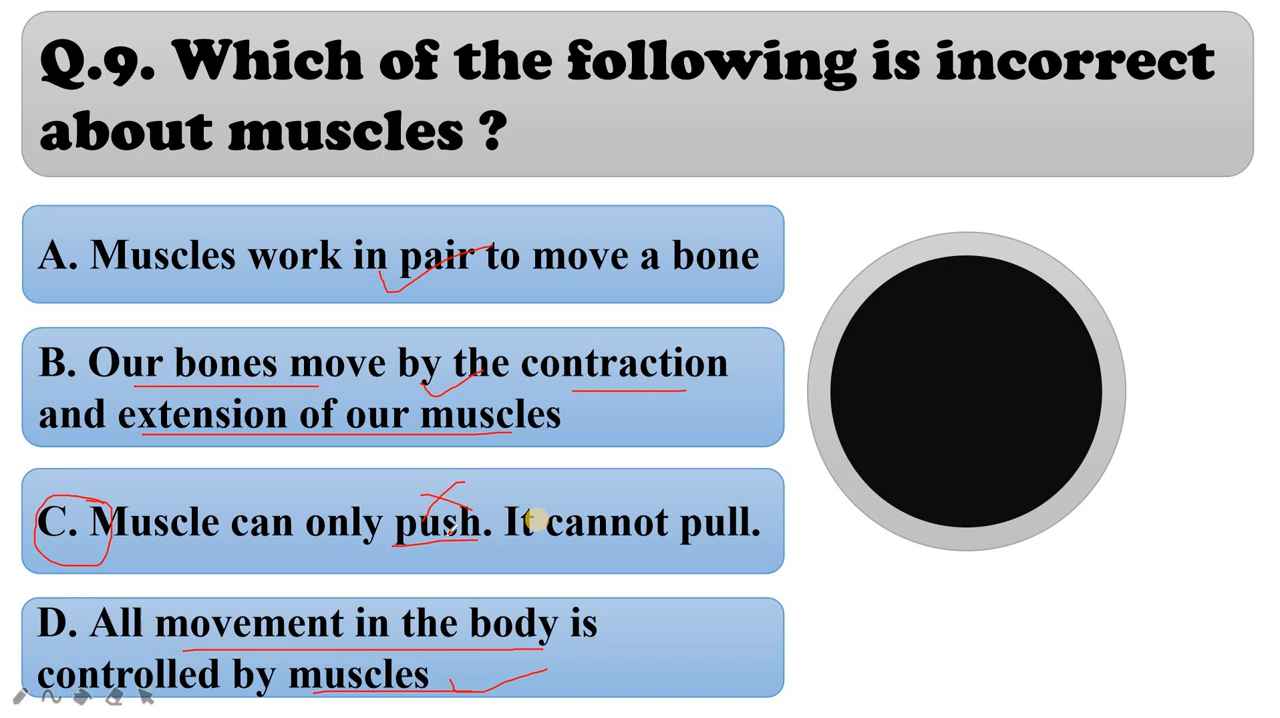 Q.9. Which of the following is incorrect
about muscles ?
A. Muscles work in pair to move a bone
B. Our bones move by the contraction
and extension of our muscles
C. Muscle can only push. It cannot pull.
D. All movement in the body is
controlled by muscles